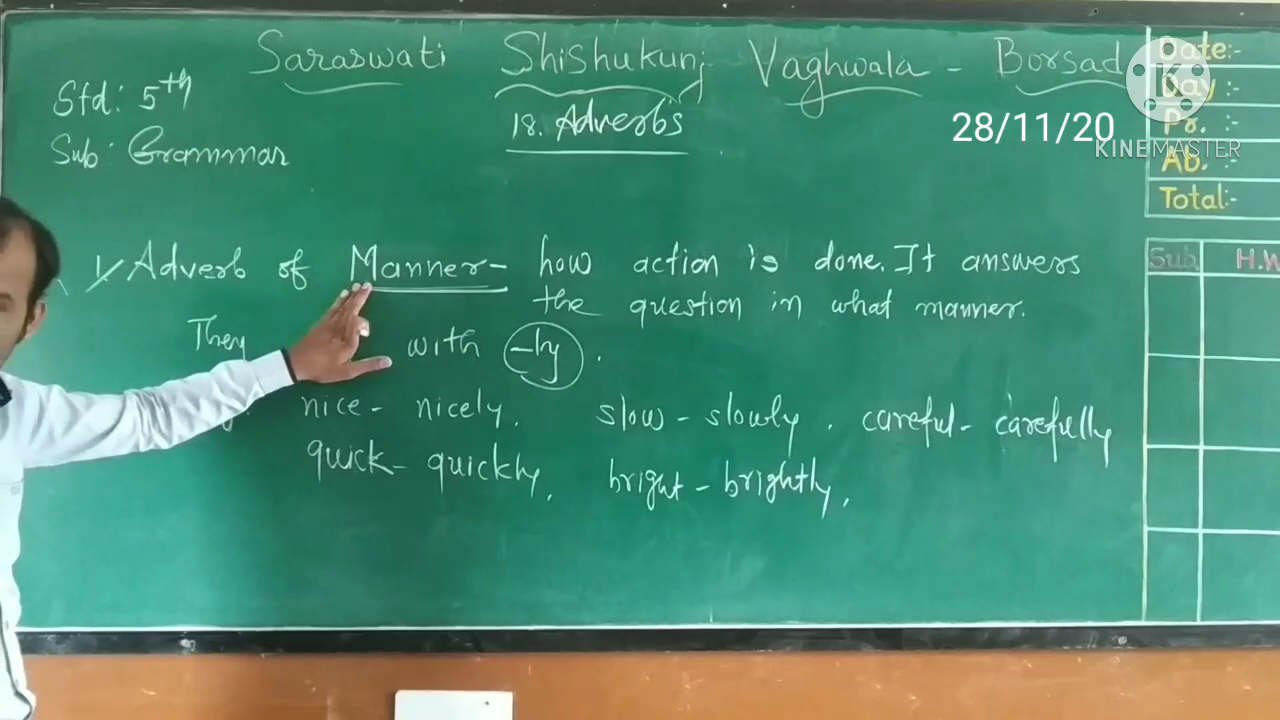 Saraswati Shishukunj Vaghwala - Borsad
Std: 5th
18. Adverbs
Sub: Grammar
28/11/20
KINEMASTER
K
Date:-
Day :-
Pr. :-
Ab. :-
Total:-
Sub H.W
1/ Adverb of Manner - how action is done. It answers
the question in what manner.
They with -ly .
nice - nicely. slow - slowly . careful - carefully
quick - quickly. bright - brightly.